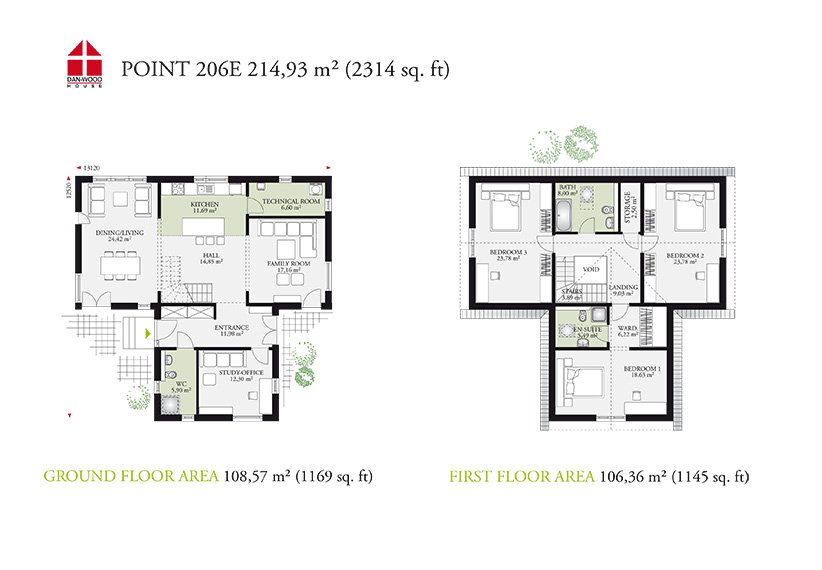 DAN-WOOD
HOUSE
POINT 206E 214,93 m² (2314 sq. ft)
13120
12520
KITCHEN
11,69 m²
TECHNICAL ROOM
6,60 m²
DINING/LIVING
24,42 m²
HALL
14,85 m²
FAMILY ROOM
17,16 m²
ENTRANCE
11,98 m²
WC
5,90 m²
STUDY-OFFICE
12,30 m²
GROUND FLOOR AREA 108,57 m² (1169 sq. ft)
BATH
8,00 m²
STORAGE
2,50 m²
BEDROOM 3
23,78 m²
VOID
BEDROOM 2
23,78 m²
STAIRS
3,89 m²
LANDING
9,03 m²
EN SUITE
5,49 m²
WARD.
6,22 m²
BEDROOM 1
18,63 m²
FIRST FLOOR AREA 106,36 m² (1145 sq. ft)